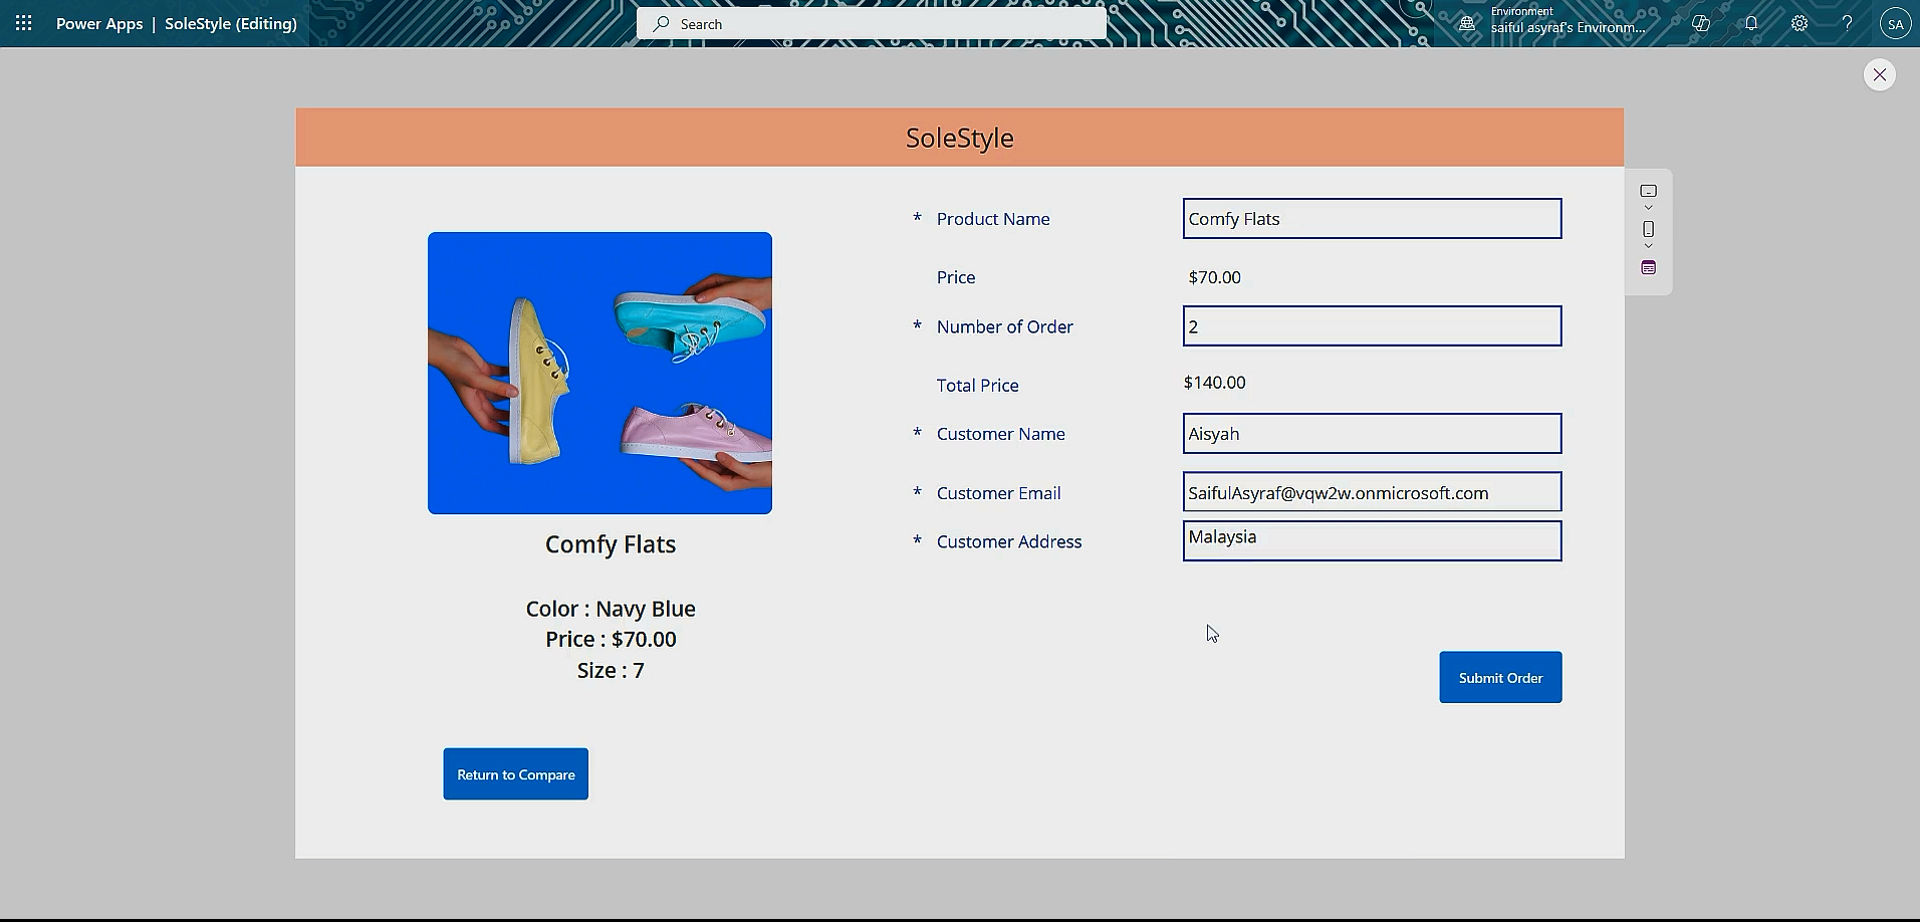 Power Apps | SoleStyle (Editing)
Search
Environment
saiful asyraf's Environm...
SA
SoleStyle
* Product Name
Comfy Flats
Price
$70.00
* Number of Order
2
Total Price
$140.00
* Customer Name
Aisyah
* Customer Email
SaifulAsyraf@vqw2w.onmicrosoft.com
* Customer Address
Malaysia
Comfy Flats
Color : Navy Blue
Price : $70.00
Size : 7
Submit Order
Return to Compare